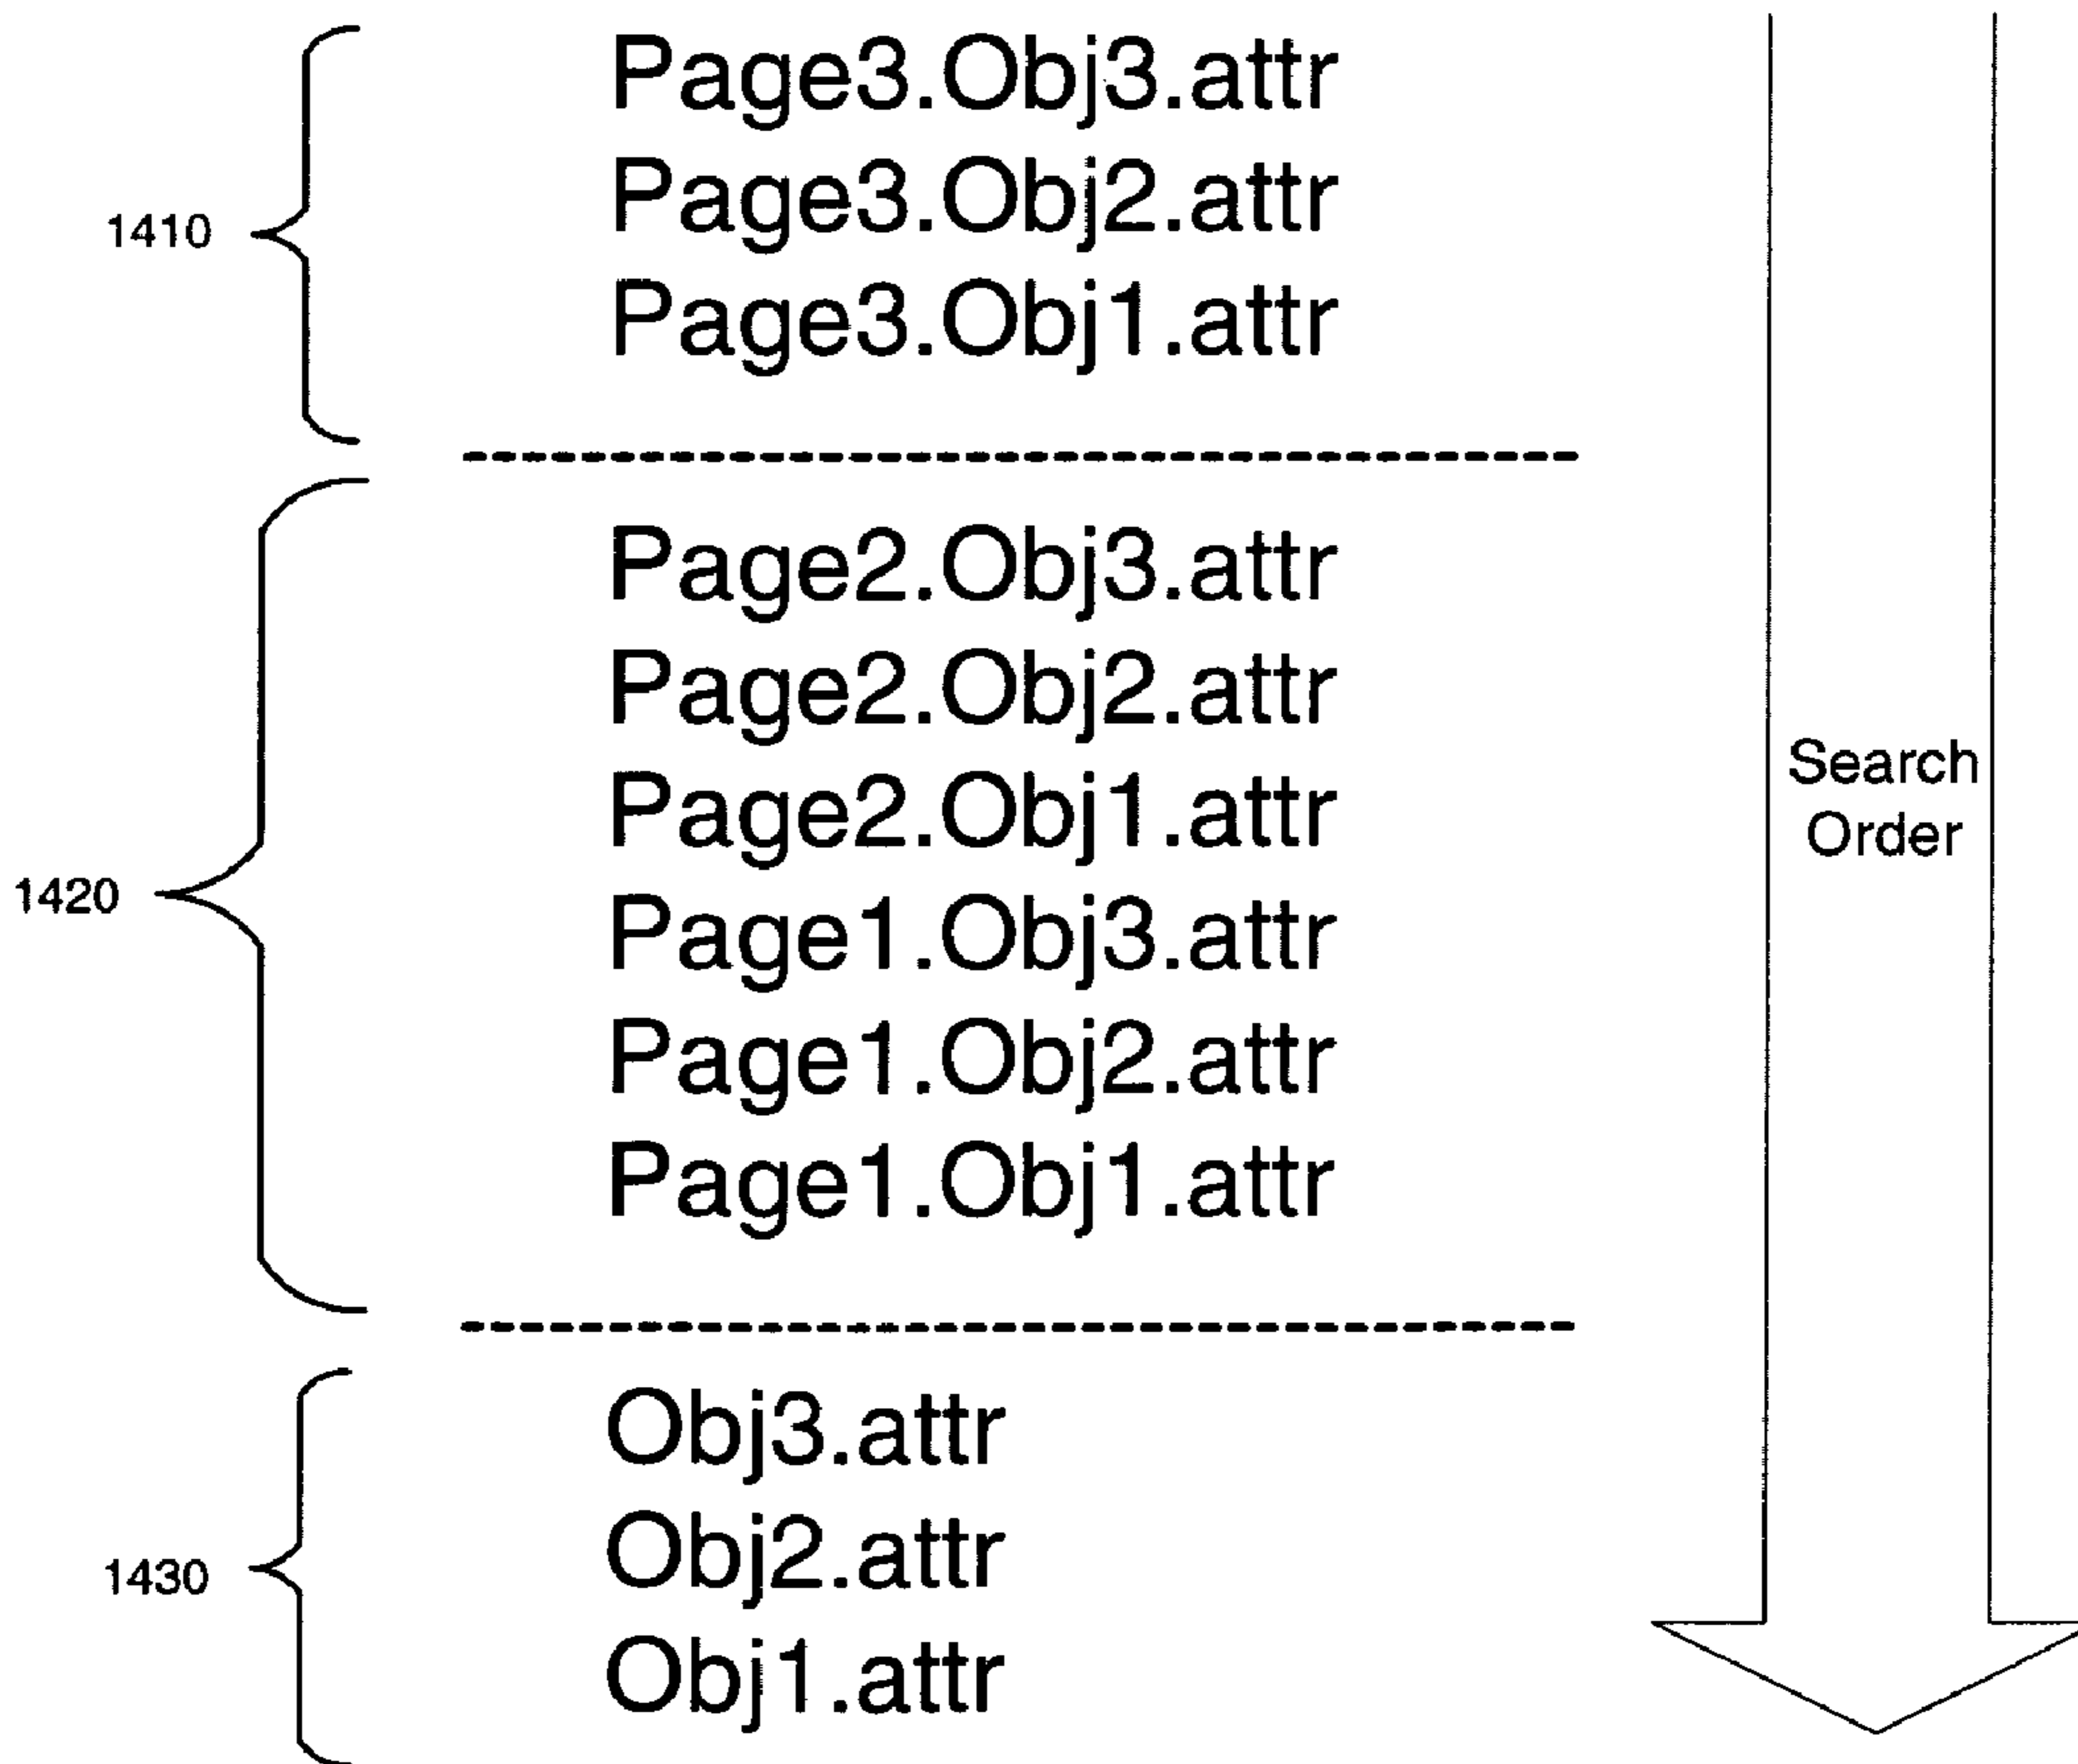 Page3.Obj3.attr
Page3.Obj2.attr
1410
Page3.Obj1.attr
Page2.Obj3.attr
Page2.Obj2.attr
Page2.Obj1.attr
1420
Page1.Obj3.attr
Page1.Obj2.attr
Page1.Obj1.attr
Obj3.attr
Obj2.attr
1430
Obj1.attr
Search
Order